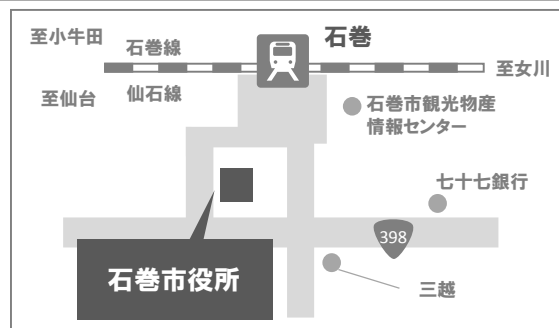 至小牛田
石巻線
石巻
至女川
至仙台
仙石線
石巻市観光物産
情報センター
七十七銀行
398
石巻市役所
三越